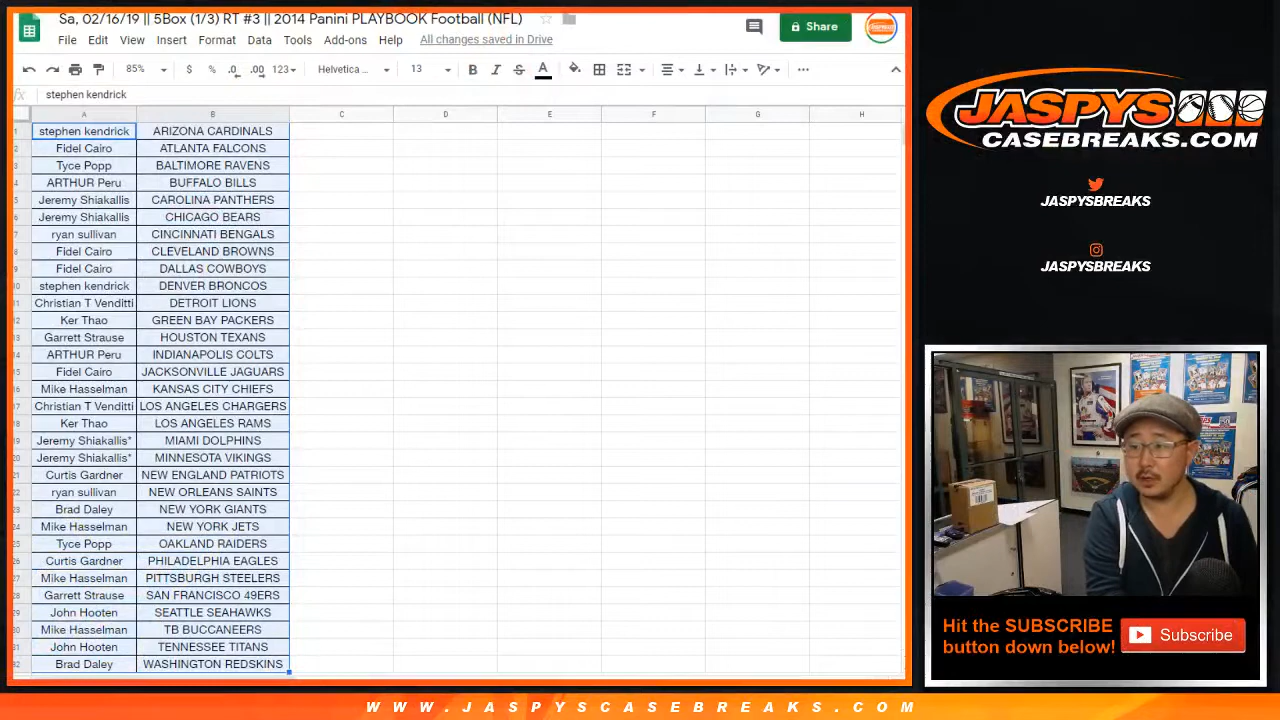 Sa, 02/16/19 || 5Box (1/3) RT #3 || 2014 Panini PLAYBOOK Football (NFL)
File Edit View Insert Format Data Tools Add-ons Help All changes saved in Drive
Share
85% $ % .0 .00 123 Helvetica ... 13 B I S A
fx stephen kendrick
A B C D E F G H
1 stephen kendrick ARIZONA CARDINALS
2 Fidel Cairo ATLANTA FALCONS
3 Tyce Popp BALTIMORE RAVENS
4 ARTHUR Peru BUFFALO BILLS
5 Jeremy Shiakallis CAROLINA PANTHERS
6 Jeremy Shiakallis CHICAGO BEARS
7 ryan sullivan CINCINNATI BENGALS
8 Fidel Cairo CLEVELAND BROWNS
9 Fidel Cairo DALLAS COWBOYS
10 stephen kendrick DENVER BRONCOS
11 Christian T Venditti DETROIT LIONS
12 Ker Thao GREEN BAY PACKERS
13 Garrett Strause HOUSTON TEXANS
14 ARTHUR Peru INDIANAPOLIS COLTS
15 Fidel Cairo JACKSONVILLE JAGUARS
16 Mike Hasselman KANSAS CITY CHIEFS
17 Christian T Venditti LOS ANGELES CHARGERS
18 Ker Thao LOS ANGELES RAMS
19 Jeremy Shiakallis* MIAMI DOLPHINS
20 Jeremy Shiakallis* MINNESOTA VIKINGS
21 Curtis Gardner NEW ENGLAND PATRIOTS
22 ryan sullivan NEW ORLEANS SAINTS
23 Brad Daley NEW YORK GIANTS
24 Mike Hasselman NEW YORK JETS
25 Tyce Popp OAKLAND RAIDERS
26 Curtis Gardner PHILADELPHIA EAGLES
27 Mike Hasselman PITTSBURGH STEELERS
28 Garrett Strause SAN FRANCISCO 49ERS
29 John Hooten SEATTLE SEAHAWKS
30 Mike Hasselman TB BUCCANEERS
31 John Hooten TENNESSEE TITANS
32 Brad Daley WASHINGTON REDSKINS
JASPYS
CASEBREAKS.COM
JASPYSBREAKS
JASPYSBREAKS
Hit the SUBSCRIBE
button down below!
Subscribe
WWW.JASPYSCASEBREAKS.COM